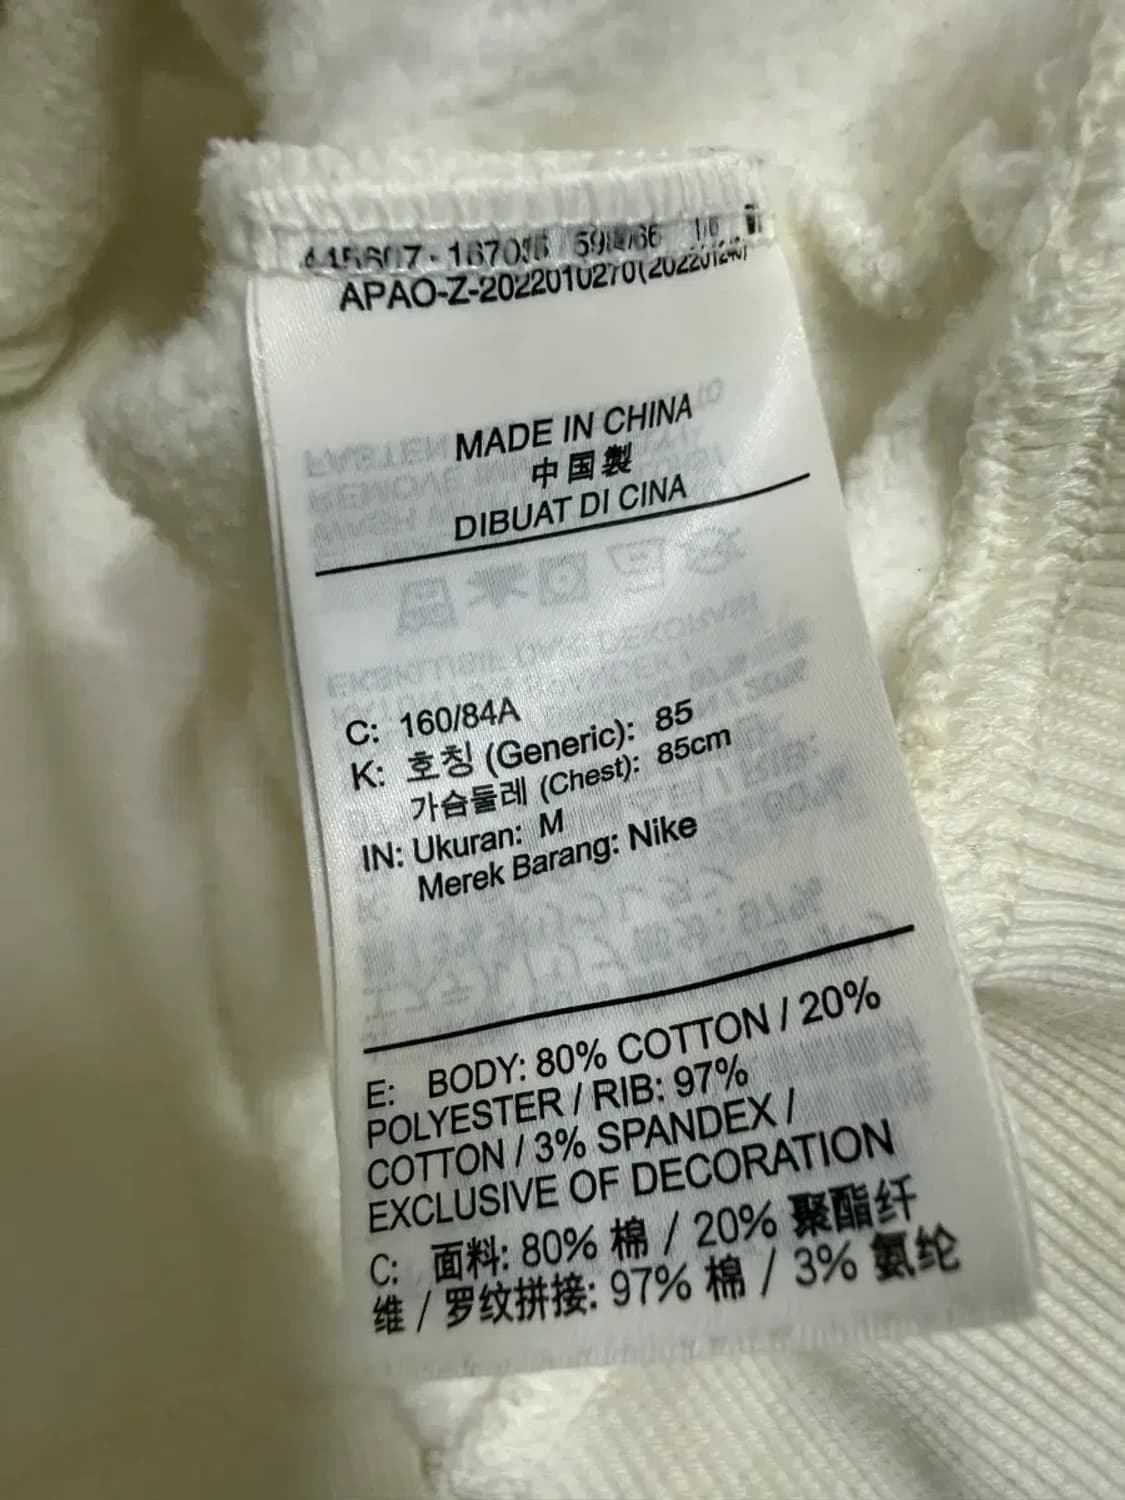 APAO-Z-2022010270(
MADE IN CHINA
中国製
DIBUAT DI CINA
C: 160/84A
K: 호칭 (Generic): 85
가슴둘레 (Chest): 85cm
IN: Ukuran: M
Merek Barang: Nike
E: BODY: 80% COTTON / 20%
POLYESTER / RIB: 97%
COTTON / 3% SPANDEX /
EXCLUSIVE OF DECORATION
C: 面料: 80% 棉 / 20% 聚酯纤
维 / 罗纹拼接: 97% 棉 / 3% 氨纶